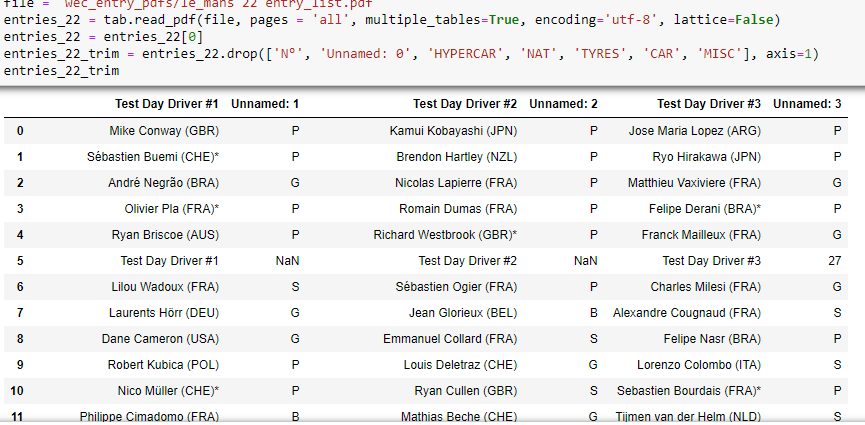 file = 'wec_entry_pdfs/le_mans_22_entry_list.pdf'
entries_22 = tab.read_pdf(file, pages = 'all', multiple_tables=True, encoding='utf-8', lattice=False)
entries_22 = entries_22[0]
entries_22_trim = entries_22.drop(['N°', 'Unnamed: 0', 'HYPERCAR', 'NAT', 'TYRES', 'CAR', 'MISC'], axis=1)
entries_22_trim
Test Day Driver #1 Unnamed: 1 Test Day Driver #2 Unnamed: 2 Test Day Driver #3 Unnamed: 3
0 Mike Conway (GBR) P Kamui Kobayashi (JPN) P Jose Maria Lopez (ARG) P
1 Sébastien Buemi (CHE)* P Brendon Hartley (NZL) P Ryo Hirakawa (JPN) P
2 André Negrão (BRA) G Nicolas Lapierre (FRA) P Matthieu Vaxiviere (FRA) G
3 Olivier Pla (FRA)* P Romain Dumas (FRA) P Felipe Derani (BRA)* P
4 Ryan Briscoe (AUS) P Richard Westbrook (GBR)* P Franck Mailleux (FRA) G
5 Test Day Driver #1 NaN Test Day Driver #2 NaN Test Day Driver #3 27
6 Lilou Wadoux (FRA) S Sébastien Ogier (FRA) P Charles Milesi (FRA) G
7 Laurents Hörr (DEU) G Jean Glorieux (BEL) B Alexandre Cougnaud (FRA) S
8 Dane Cameron (USA) G Emmanuel Collard (FRA) S Felipe Nasr (BRA) P
9 Robert Kubica (POL) P Louis Deletraz (CHE) G Lorenzo Colombo (ITA) S
10 Nico Müller (CHE)* P Ryan Cullen (GBR) S Sebastien Bourdais (FRA)* P
11 Philippe Cimadomo (FRA) B Mathias Beche (CHE) G Tijmen van der Helm (NLD) S